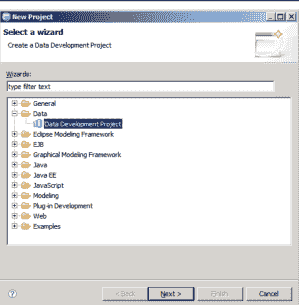 New Project
Select a wizard
Create a Data Development Project
Wizards:
type filter text
General
Data
Data Development Project
Eclipse Modeling Framework
EJB
Graphical Modeling Framework
Java
Java EE
JavaScript
Modeling
Plug-in Development
Web
Examples
?
< Back
Next >
Finish
Cancel